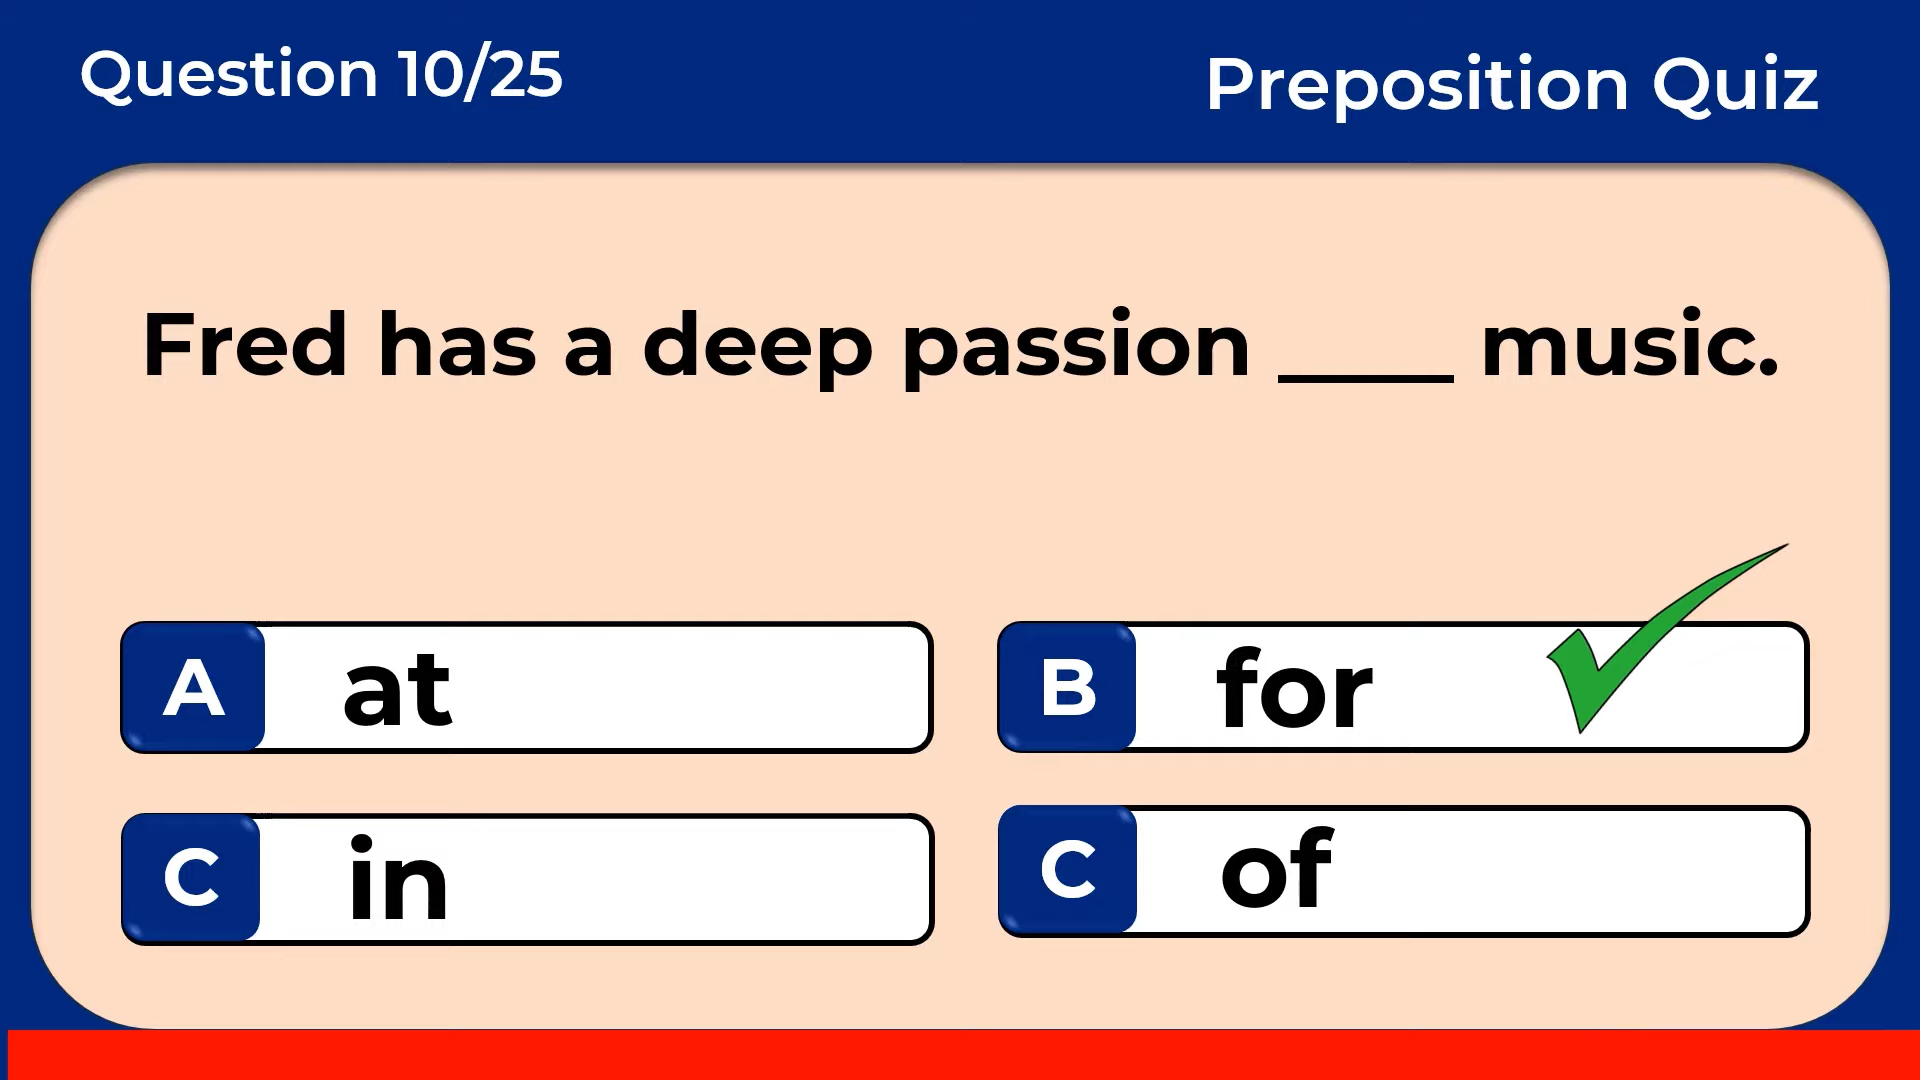 Question 10/25
Preposition Quiz
Fred has a deep passion ____ music.
A at
B for
C in
C of